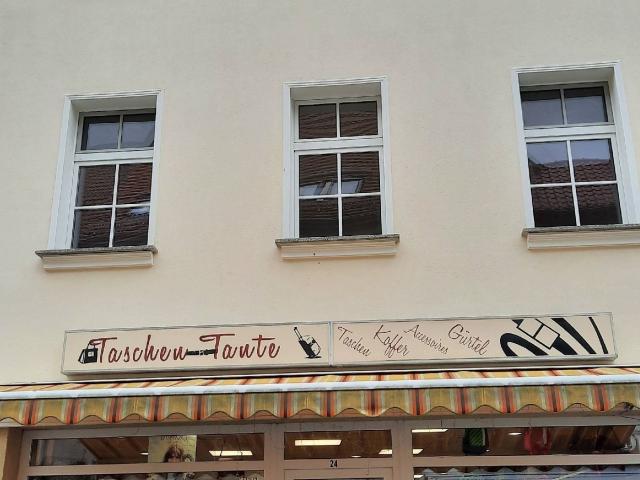 Taschen Tante
Taschen Koffer Accessoires Gürtel
24